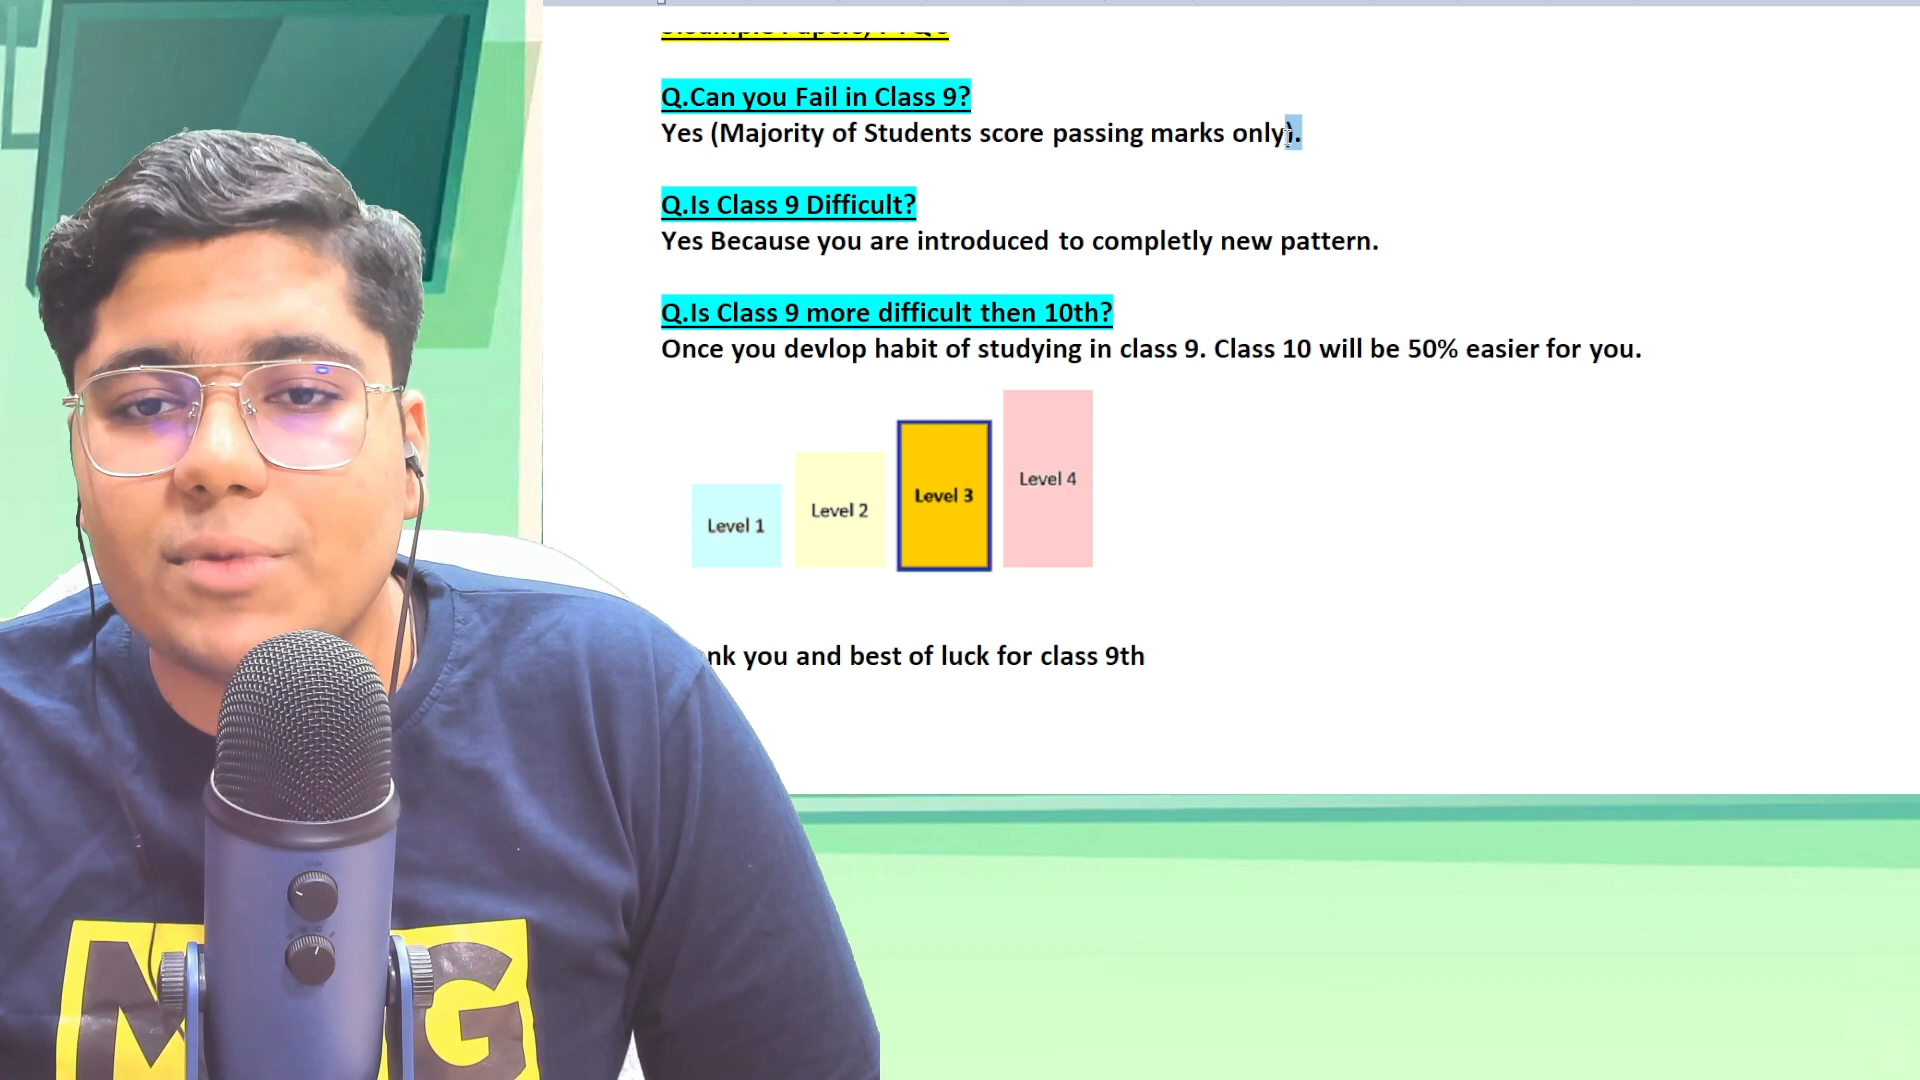 Q.Can you Fail in Class 9?
Yes (Majority of Students score passing marks only).
Q.Is Class 9 Difficult?
Yes Because you are introduced to completly new pattern.
Q.Is Class 9 more difficult then 10th?
Once you devlop habit of studying in class 9. Class 10 will be 50% easier for you.
Level 1
Level 2
Level 3
Level 4
nk you and best of luck for class 9th